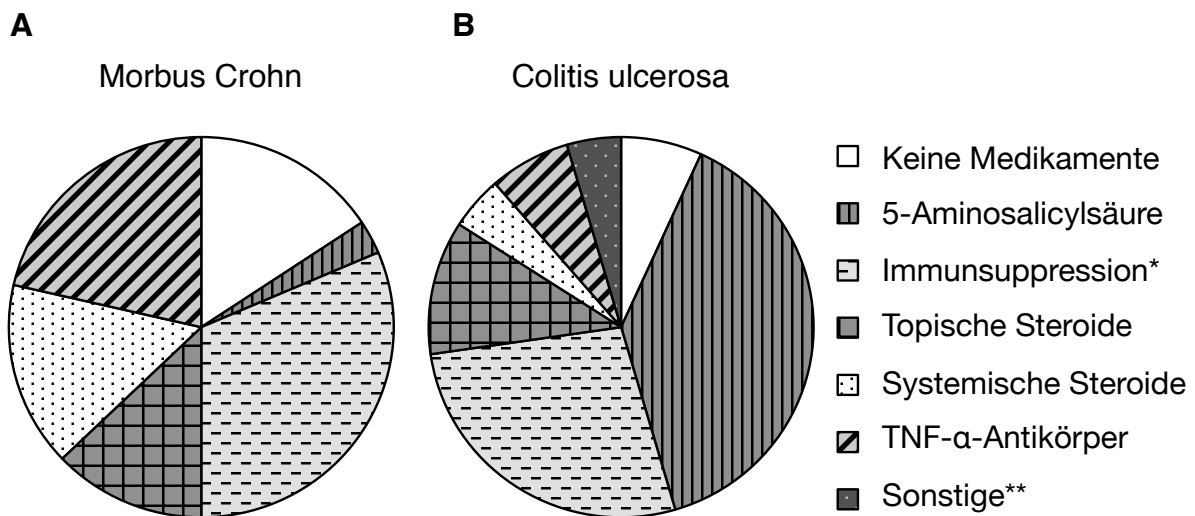 A
B
Morbus Crohn
Colitis ulcerosa
Keine Medikamente
5-Aminosalicylsäure
Immunsuppression*
Topische Steroide
Systemische Steroide
TNF-α-Antikörper
Sonstige**